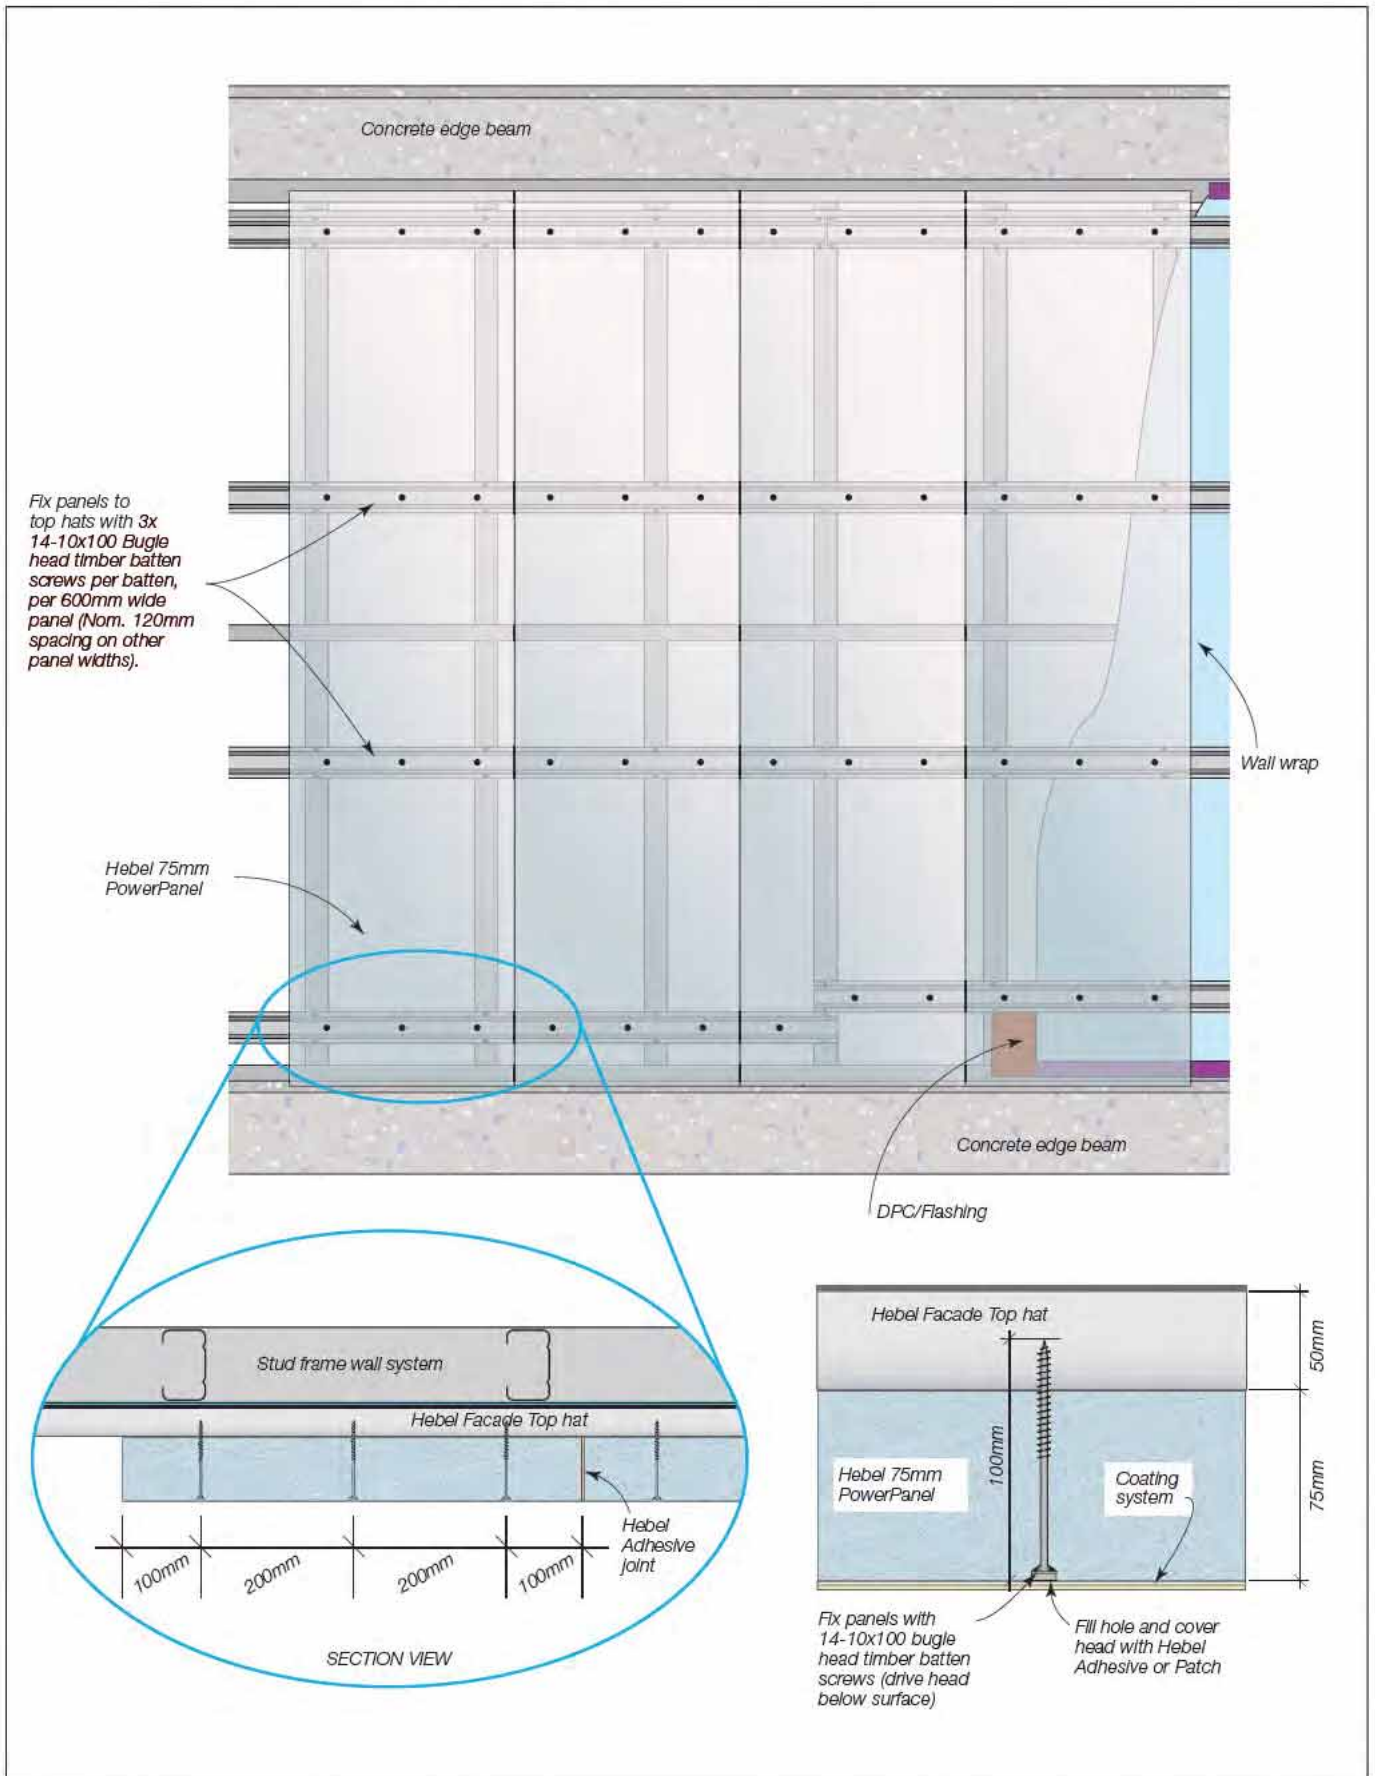 Concrete edge beam
Fix panels to
top hats with 3x
14-10x100 Bugle
head timber batten
screws per batten,
per 600mm wide
panel (Nom. 120mm
spacing on other
panel widths).
Wall wrap
Hebel 75mm
PowerPanel
Concrete edge beam
DPC/Flashing
Stud frame wall system
Hebel Facade Top hat
Hebel
Adhesive
joint
100mm
200mm
200mm
100mm
SECTION VIEW
Hebel Facade Top hat
50mm
100mm
Hebel 75mm
PowerPanel
Coating
system
75mm
Fix panels with
14-10x100 bugle
head timber batten
screws (drive head
below surface)
Fill hole and cover
head with Hebel
Adhesive or Patch